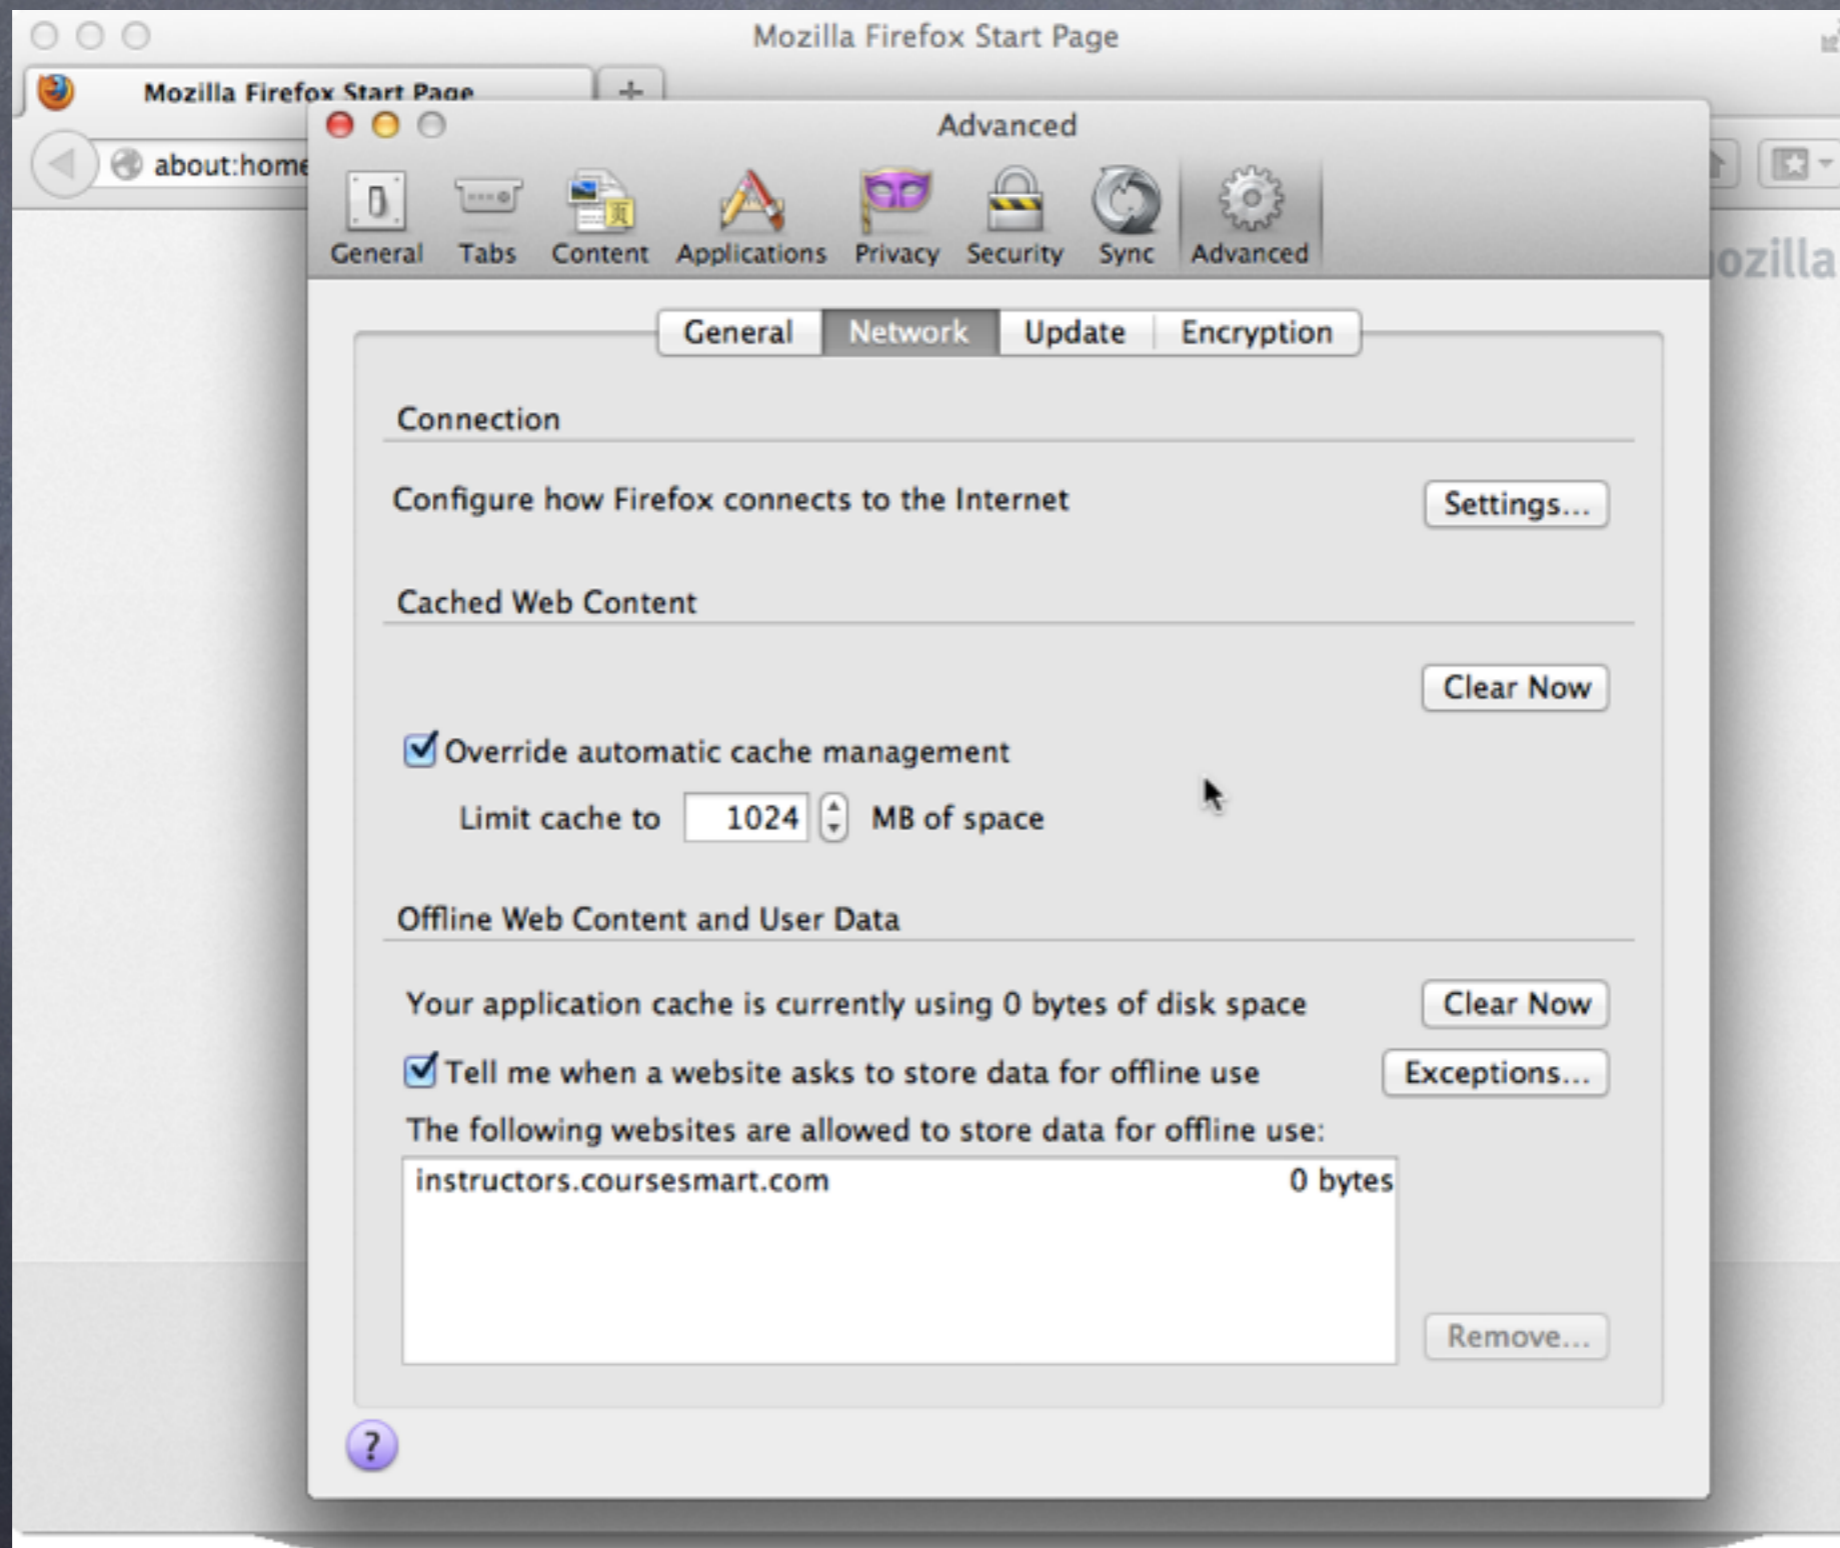 Mozilla Firefox Start Page
Mozilla Firefox Start Page +
about:home
ozilla
Advanced
General Tabs Content Applications Privacy Security Sync Advanced
General Network Update Encryption
Connection
Configure how Firefox connects to the Internet Settings...
Cached Web Content
Clear Now
Override automatic cache management
Limit cache to 1024 MB of space
Offline Web Content and User Data
Your application cache is currently using 0 bytes of disk space Clear Now
Tell me when a website asks to store data for offline use Exceptions...
The following websites are allowed to store data for offline use:
instructors.coursesmart.com 0 bytes
Remove...
?